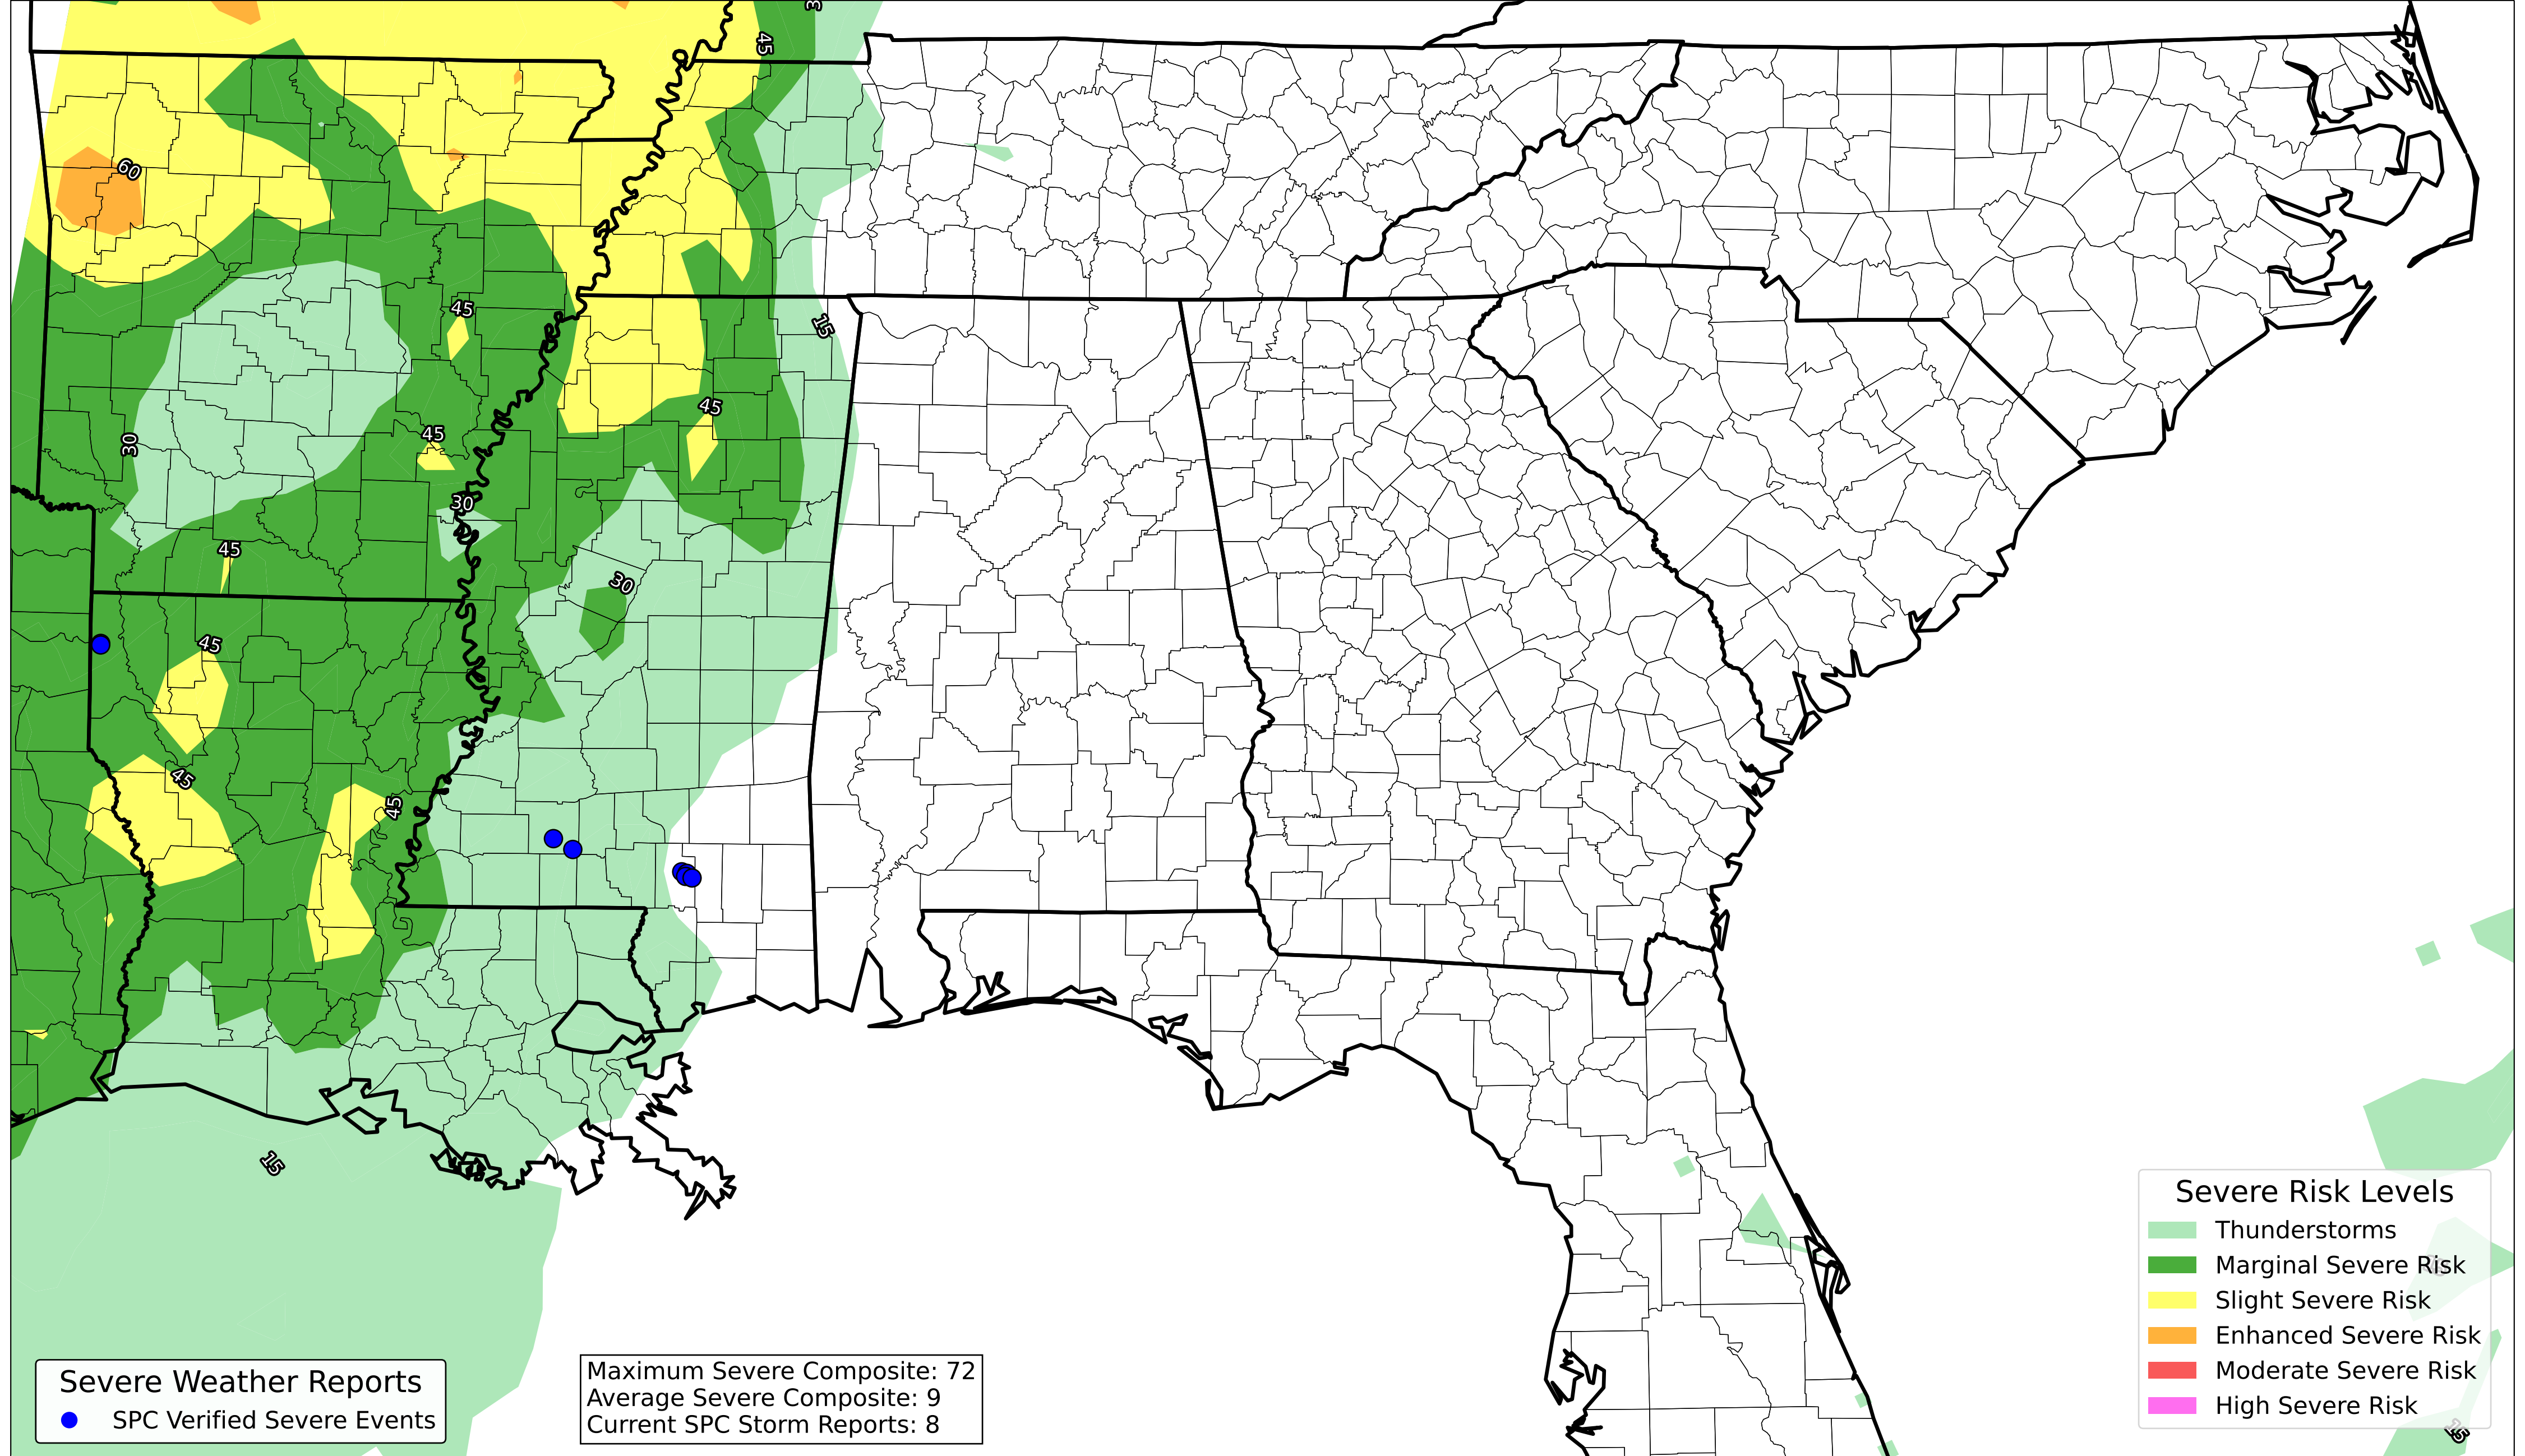 3
45
60
45
15
45
45
30
30
45
30
45
45
45
15
Severe Risk Levels
Thunderstorms
Marginal Severe Risk
Slight Severe Risk
Enhanced Severe Risk
Moderate Severe Risk
High Severe Risk
15
Severe Weather Reports
SPC Verified Severe Events
Maximum Severe Composite: 72
Average Severe Composite: 9
Current SPC Storm Reports: 8